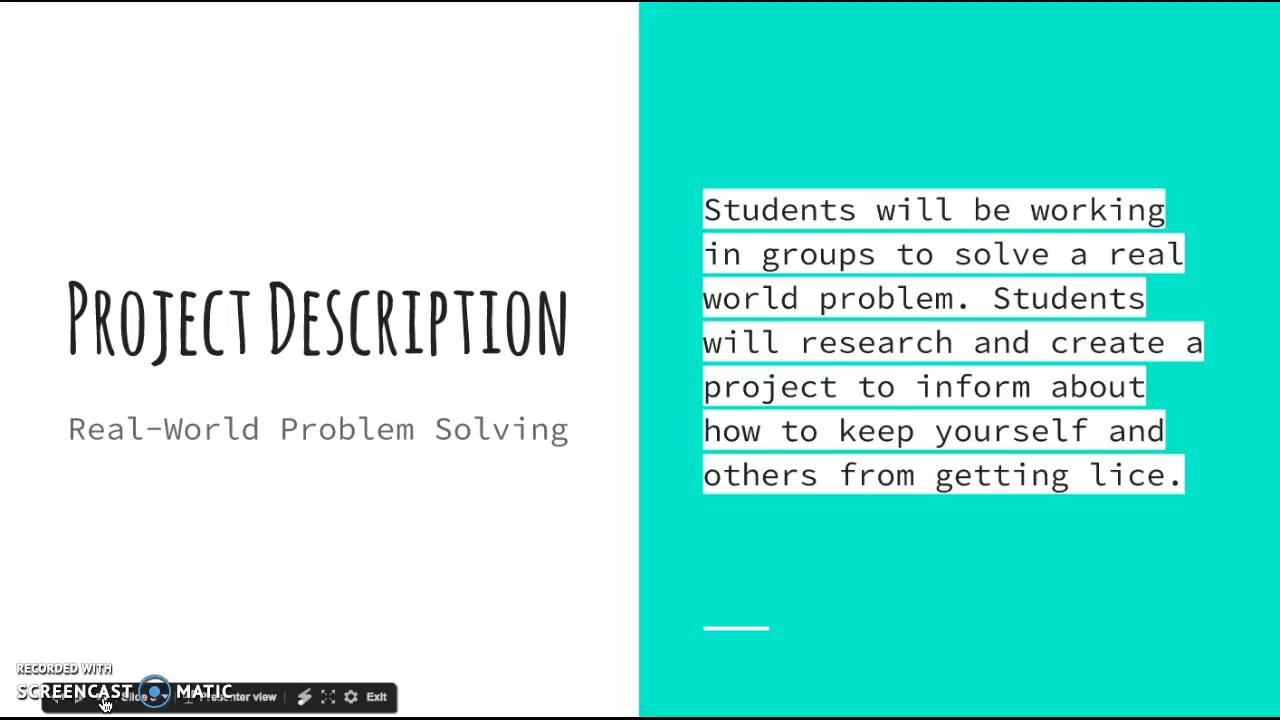 PROJECT DESCRIPTION
Real-World Problem Solving
Students will be working
in groups to solve a real
world problem. Students
will research and create a
project to inform about
how to keep yourself and
others from getting lice.
RECORDED WITH
SCREENCAST MATIC
Exit